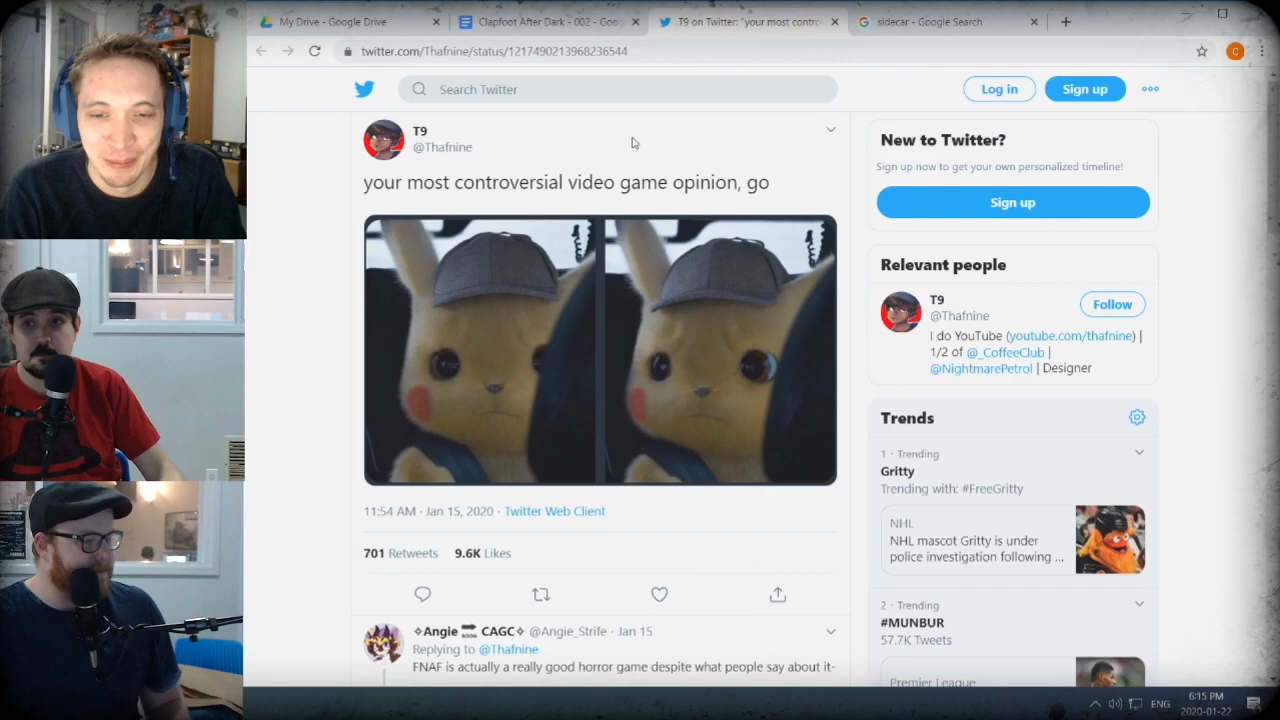 My Drive - Google Drive
Clapfoot After Dark - 002 - Goog
T9 on Twitter: "your most contro
sidecar - Google Search
twitter.com/Thafnine/status/1217490213968236544
C
Search Twitter
Log in
Sign up
T9
@Thafnine
your most controversial video game opinion, go
11:54 AM · Jan 15, 2020 · Twitter Web Client
701 Retweets 9.6K Likes
✧Angie SOON CAGC✧ @Angie_Strife · Jan 15
Replying to @Thafnine
FNAF is actually a really good horror game despite what people say about it-
New to Twitter?
Sign up now to get your own personalized timeline!
Sign up
Relevant people
T9
@Thafnine
Follow
I do YouTube (youtube.com/thafnine) |
1/2 of @_CoffeeClub |
@NightmarePetrol | Designer
Trends
1 · Trending
Gritty
Trending with: #FreeGritty
NHL
NHL mascot Gritty is under
police investigation following ...
2 · Trending
#MUNBUR
57.7K Tweets
Premier League
ENG
6:15 PM
2020-01-22